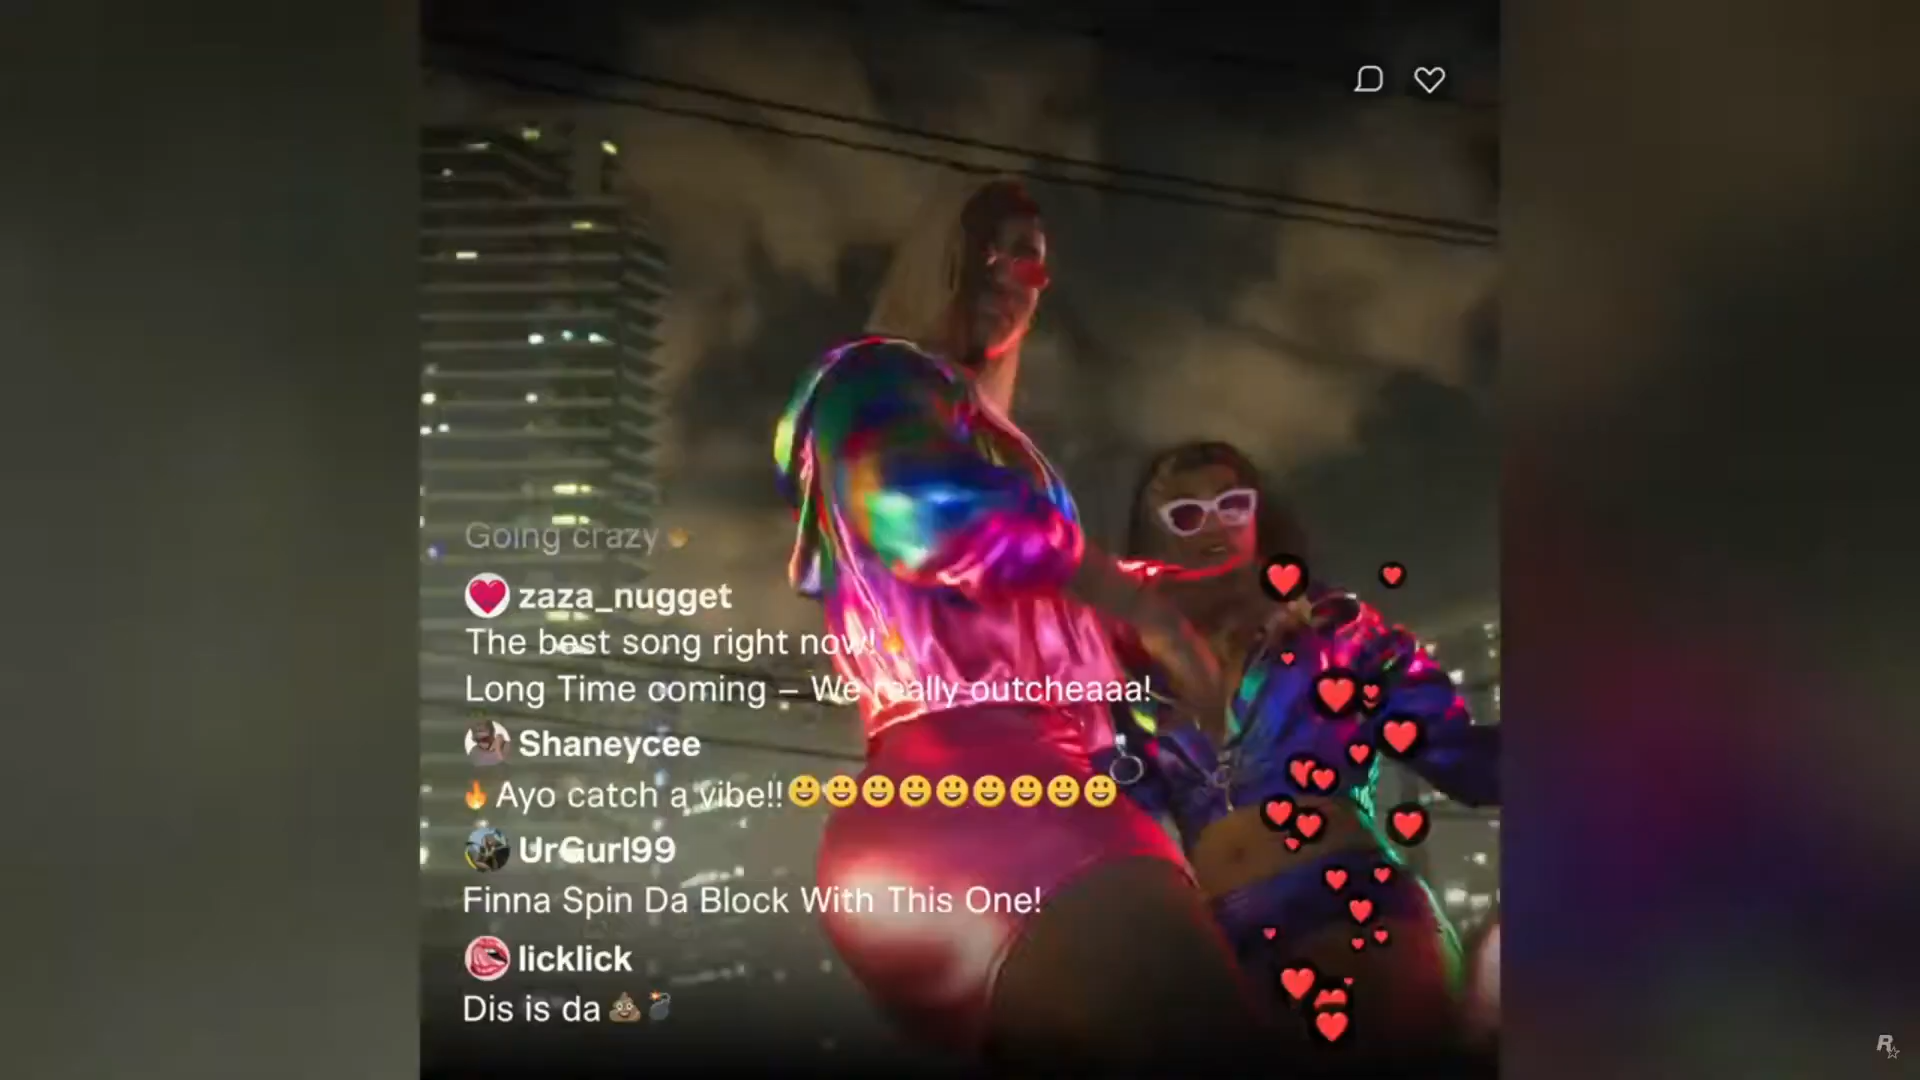 Going crazy
zaza_nugget
The best song right now!🔥
Long Time coming – We really outcheaaa!
Shaneycee
🔥Ayo catch a vibe!!😀😀😀😀😀😀😀😀😀
UrGurl99
Finna Spin Da Block With This One!
licklick
Dis is da💩💣
R